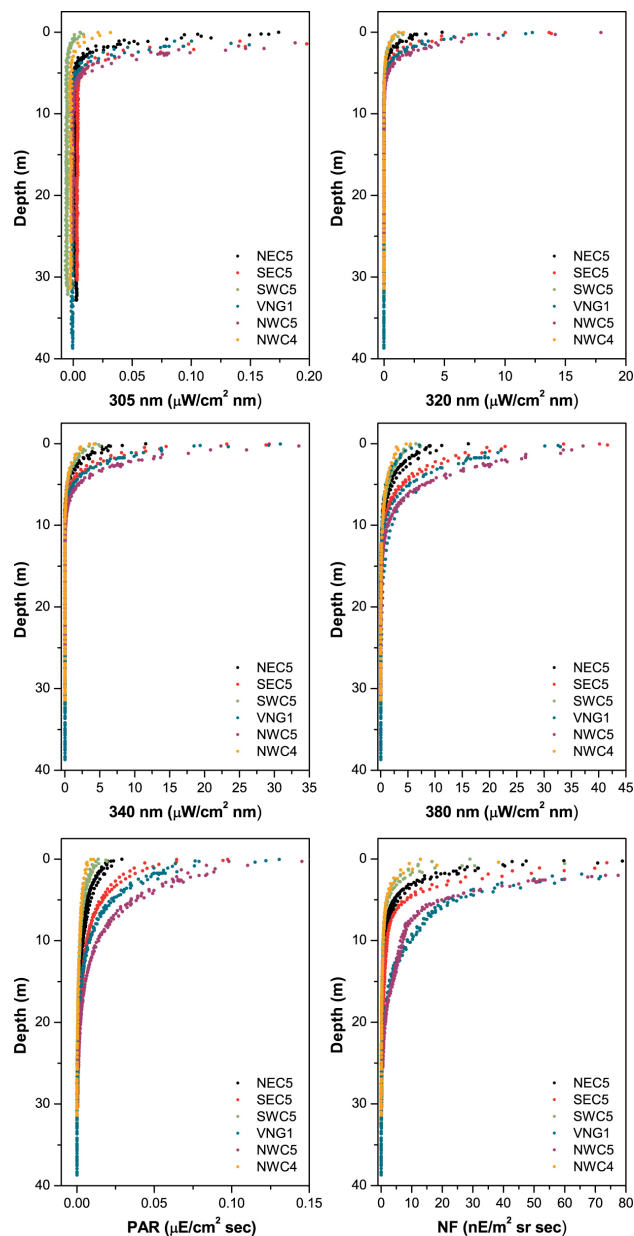 0
10
20
30
40
Depth (m)
NEC5
SEC5
SWC5
VNG1
NWC5
NWC4
0.00 0.05 0.10 0.15 0.20
305 nm (μW/cm² nm)
0
10
20
30
40
Depth (m)
NEC5
SEC5
SWC5
VNG1
NWC5
NWC4
0 5 10 15 20
320 nm (μW/cm² nm)
0
10
20
30
40
Depth (m)
NEC5
SEC5
SWC5
VNG1
NWC5
NWC4
0 5 10 15 20 25 30 35
340 nm (μW/cm² nm)
0
10
20
30
40
Depth (m)
NEC5
SEC5
SWC5
VNG1
NWC5
NWC4
0 5 10 15 20 25 30 35 40 45
380 nm (μW/cm² nm)
0
10
20
30
40
Depth (m)
NEC5
SEC5
SWC5
VNG1
NWC5
NWC4
0.00 0.05 0.10 0.15
PAR (μE/cm² sec)
0
10
20
30
40
Depth (m)
NEC5
SEC5
SWC5
VNG1
NWC5
NWC4
0 10 20 30 40 50 60 70 80
NF (nE/m² sr sec)